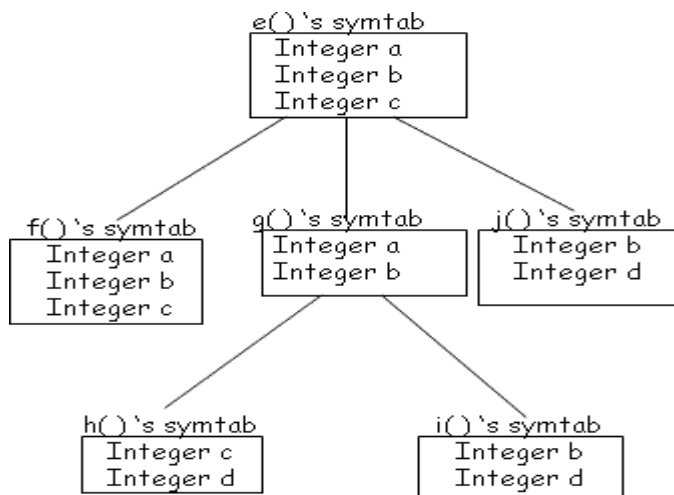 e() `s symtab
Integer a
Integer b
Integer c
f() `s symtab
Integer a
Integer b
Integer c
g() `s symtab
Integer a
Integer b
j() `s symtab
Integer b
Integer d
h() `s symtab
Integer c
Integer d
i() `s symtab
Integer b
Integer d